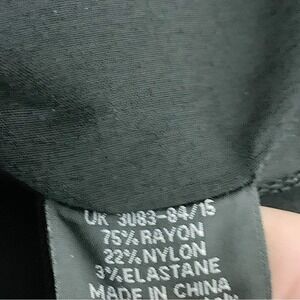 UK 3083-84/15
75%RAYON
22%NYLON
3%ELASTANE
MADE IN CHINA